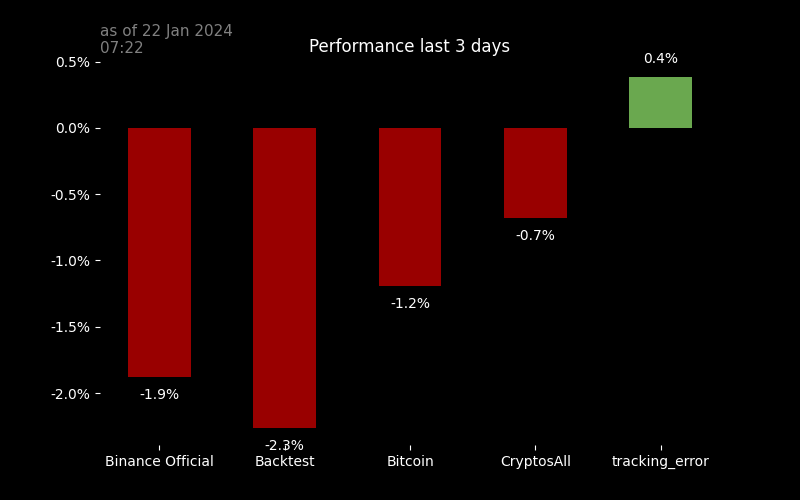 as of 22 Jan 2024
07:22
Performance last 3 days
0.5%
0.0%
-0.5%
-1.0%
-1.5%
-2.0%
-1.9%
-2.3%
-1.2%
-0.7%
0.4%
Binance Official
Backtest
Bitcoin
CryptosAll
tracking_error